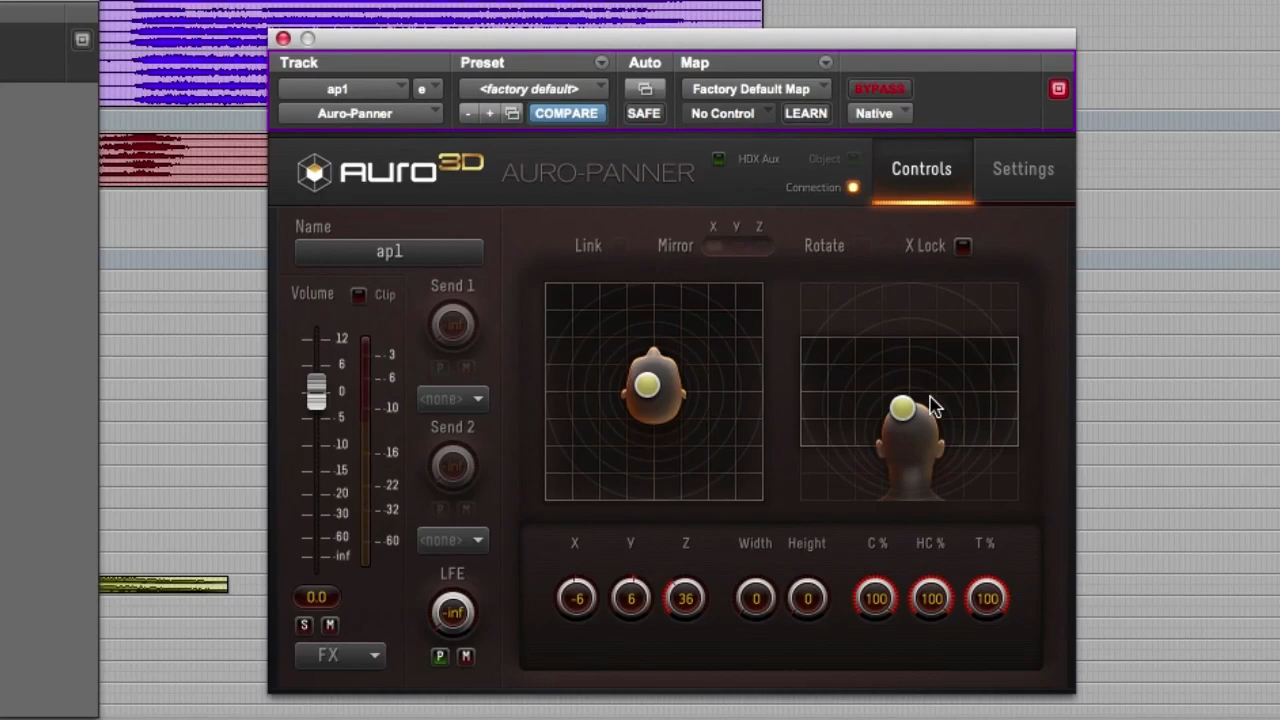 Track
Preset
Auto
Map
ap1
e
<factory default>
Factory Default Map
BYPASS
Auro-Panner
-
+
COMPARE
SAFE
No Control
LEARN
Native
AURO3D
AURO-PANNER
HDX Aux
Object
Connection
Controls
Settings
Name
ap1
X Y Z
Link
Mirror
Rotate
X Lock
Volume
Clip
12
6
0
5
10
15
20
30
60
inf
3
6
10
16
22
32
60
0.0
S M
FX
Send 1
-inf
P M
<none>
Send 2
-inf
P M
<none>
LFE
-inf
P M
X Y Z Width Height C % HC % T %
-6 6 36 0 0 100 100 100